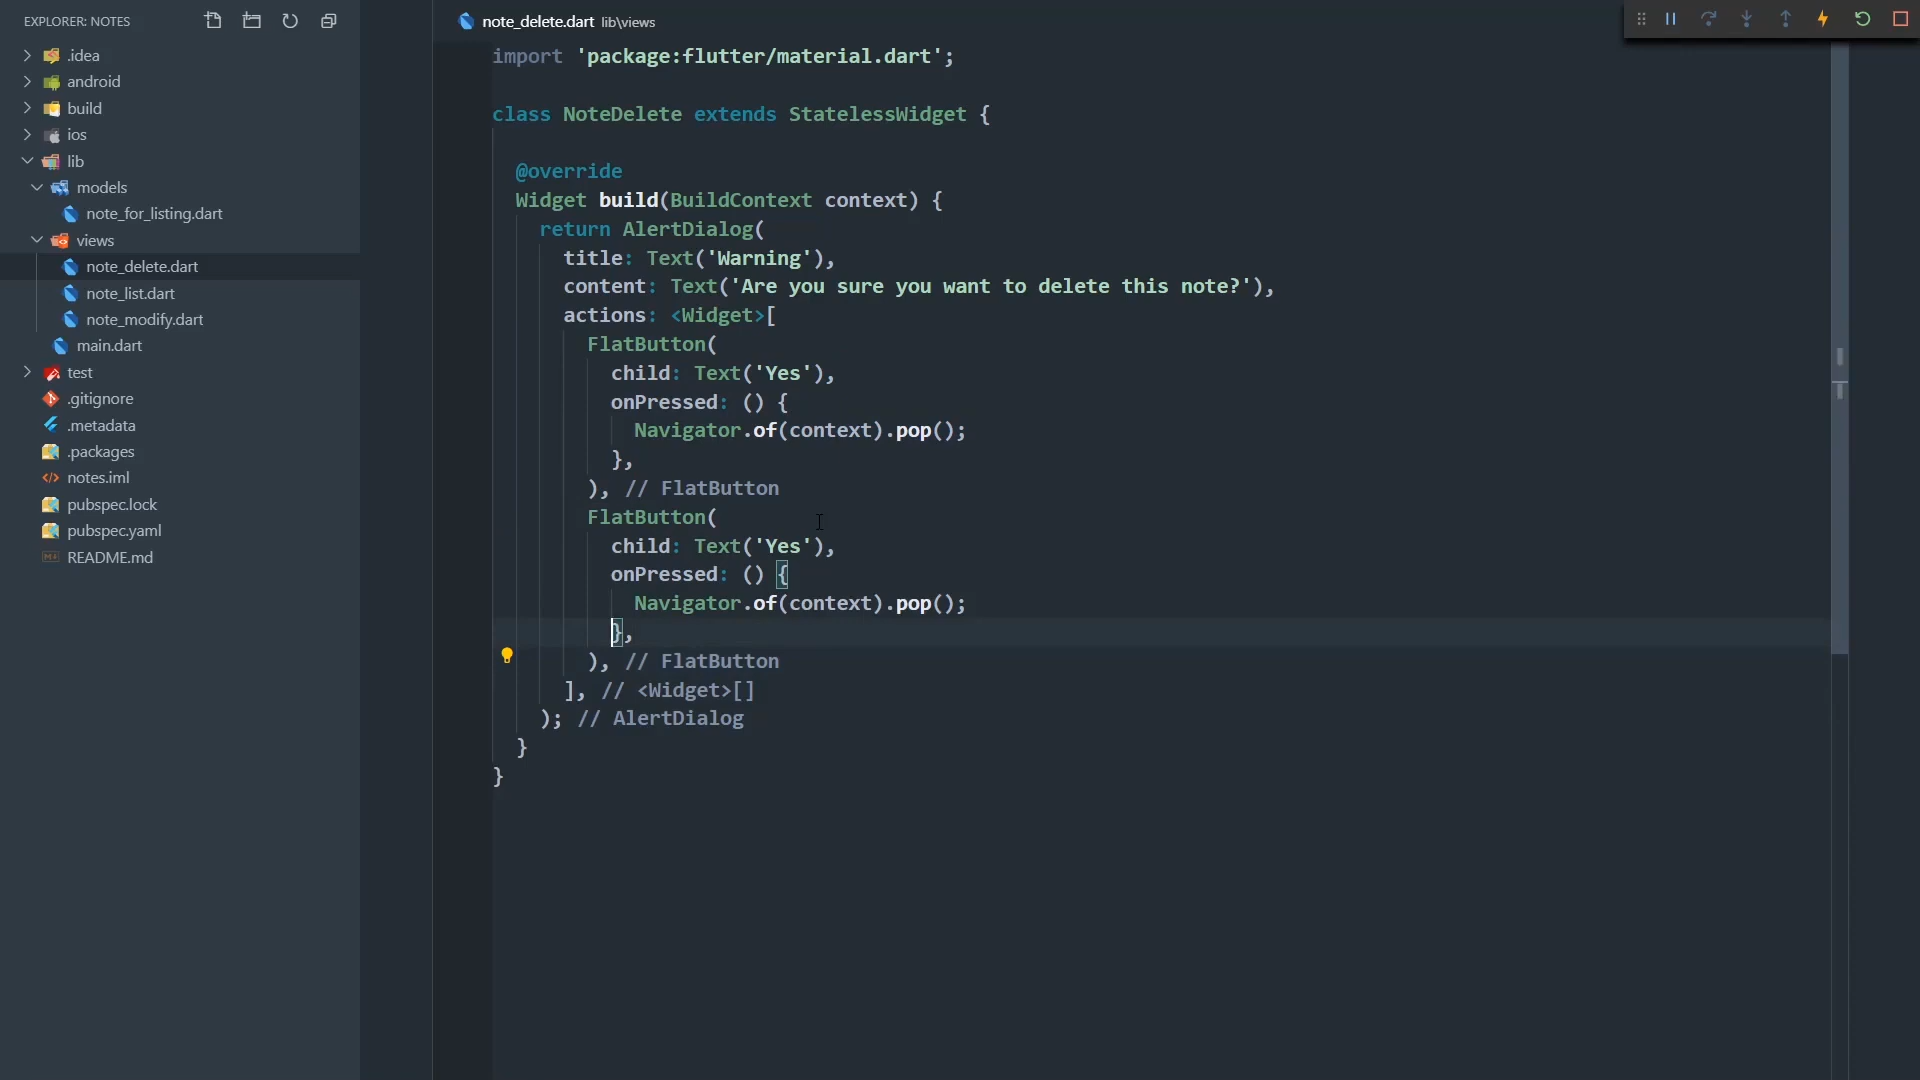 EXPLORER: NOTES
.idea
android
build
ios
lib
models
note_for_listing.dart
views
note_delete.dart
note_list.dart
note_modify.dart
main.dart
test
.gitignore
.metadata
.packages
notes.iml
pubspec.lock
pubspec.yaml
README.md
note_delete.dart lib\views
import 'package:flutter/material.dart';
class NoteDelete extends StatelessWidget {
@override
Widget build(BuildContext context) {
return AlertDialog(
title: Text('Warning'),
content: Text('Are you sure you want to delete this note?'),
actions: <Widget>[
FlatButton(
child: Text('Yes'),
onPressed: () {
Navigator.of(context).pop();
},
), // FlatButton
FlatButton(
child: Text('Yes'),
onPressed: () {
Navigator.of(context).pop();
},
), // FlatButton
], // <Widget>[]
); // AlertDialog
}
}